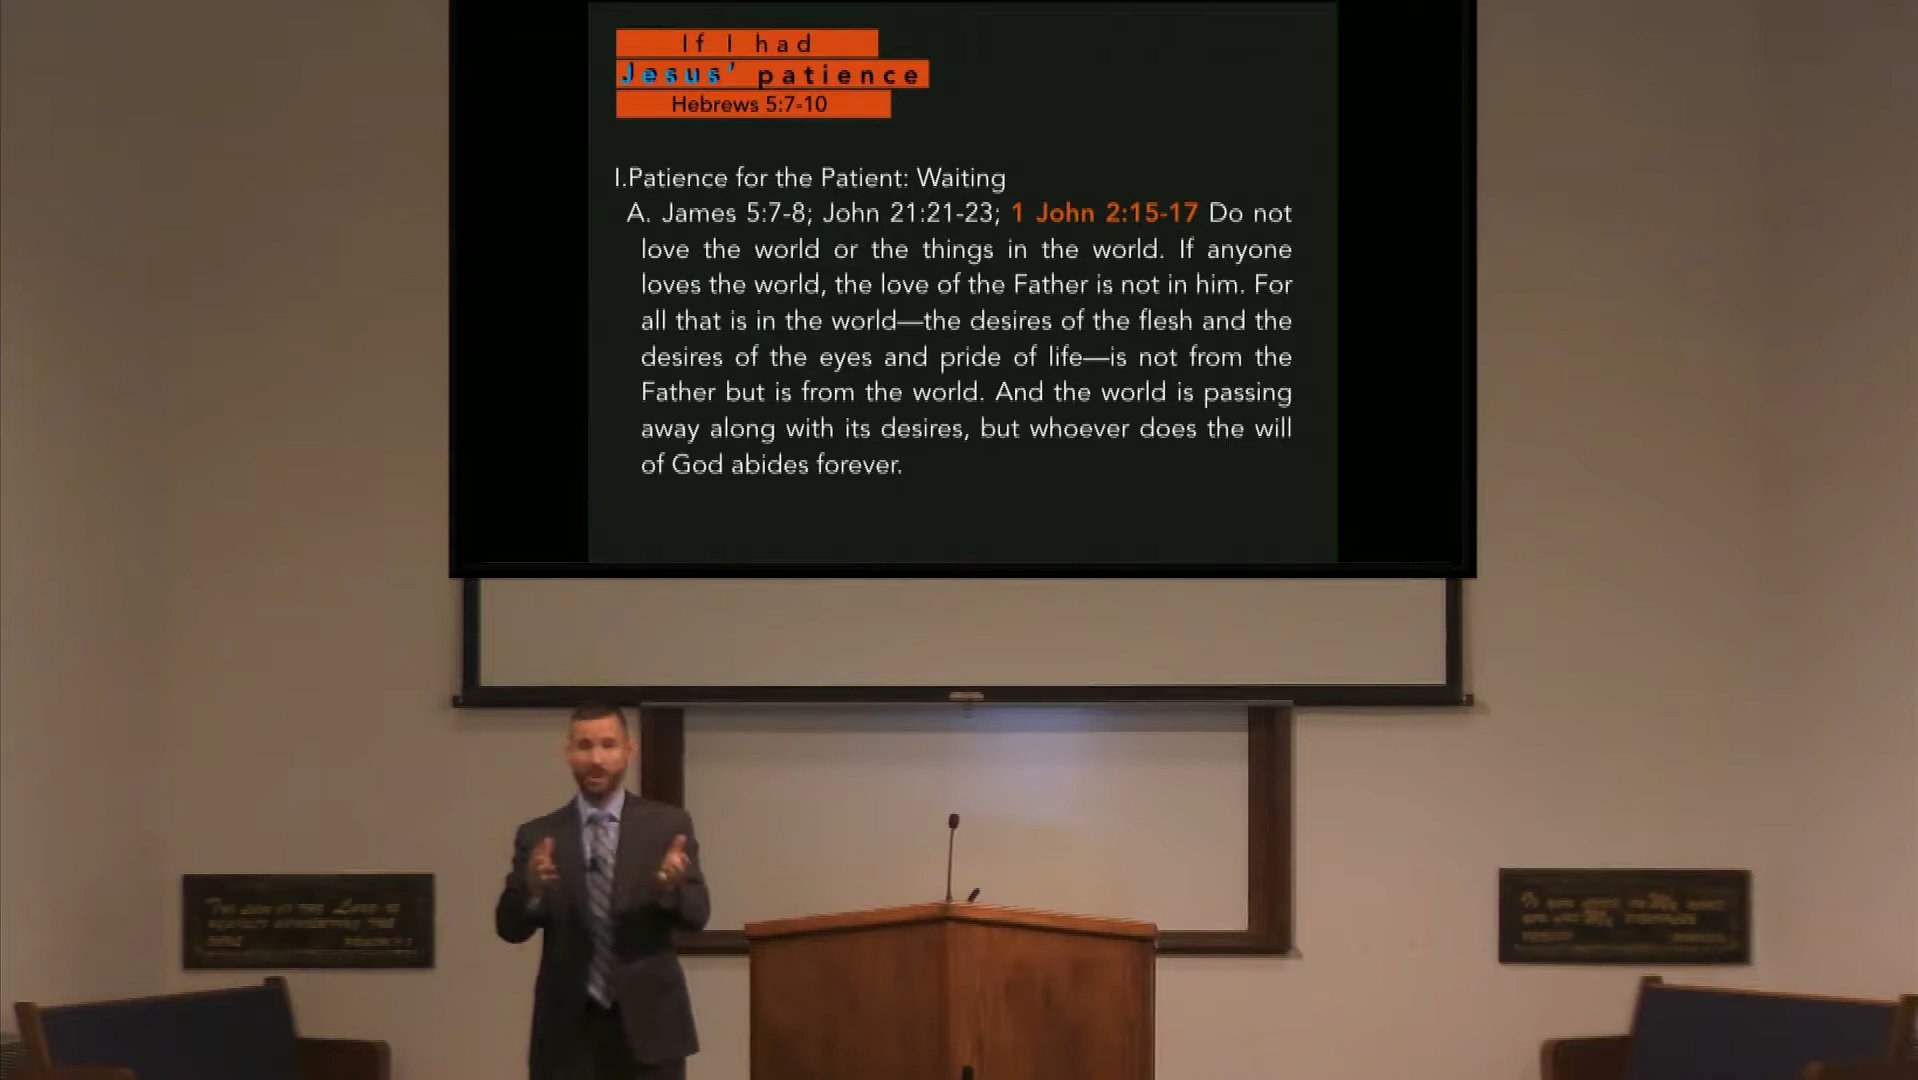 If I had
Jesus' patience
Hebrews 5:7-10
I.Patience for the Patient: Waiting
A. James 5:7-8; John 21:21-23; 1 John 2:15-17 Do not
love the world or the things in the world. If anyone
loves the world, the love of the Father is not in him. For
all that is in the world—the desires of the flesh and the
desires of the eyes and pride of life—is not from the
Father but is from the world. And the world is passing
away along with its desires, but whoever does the will
of God abides forever.